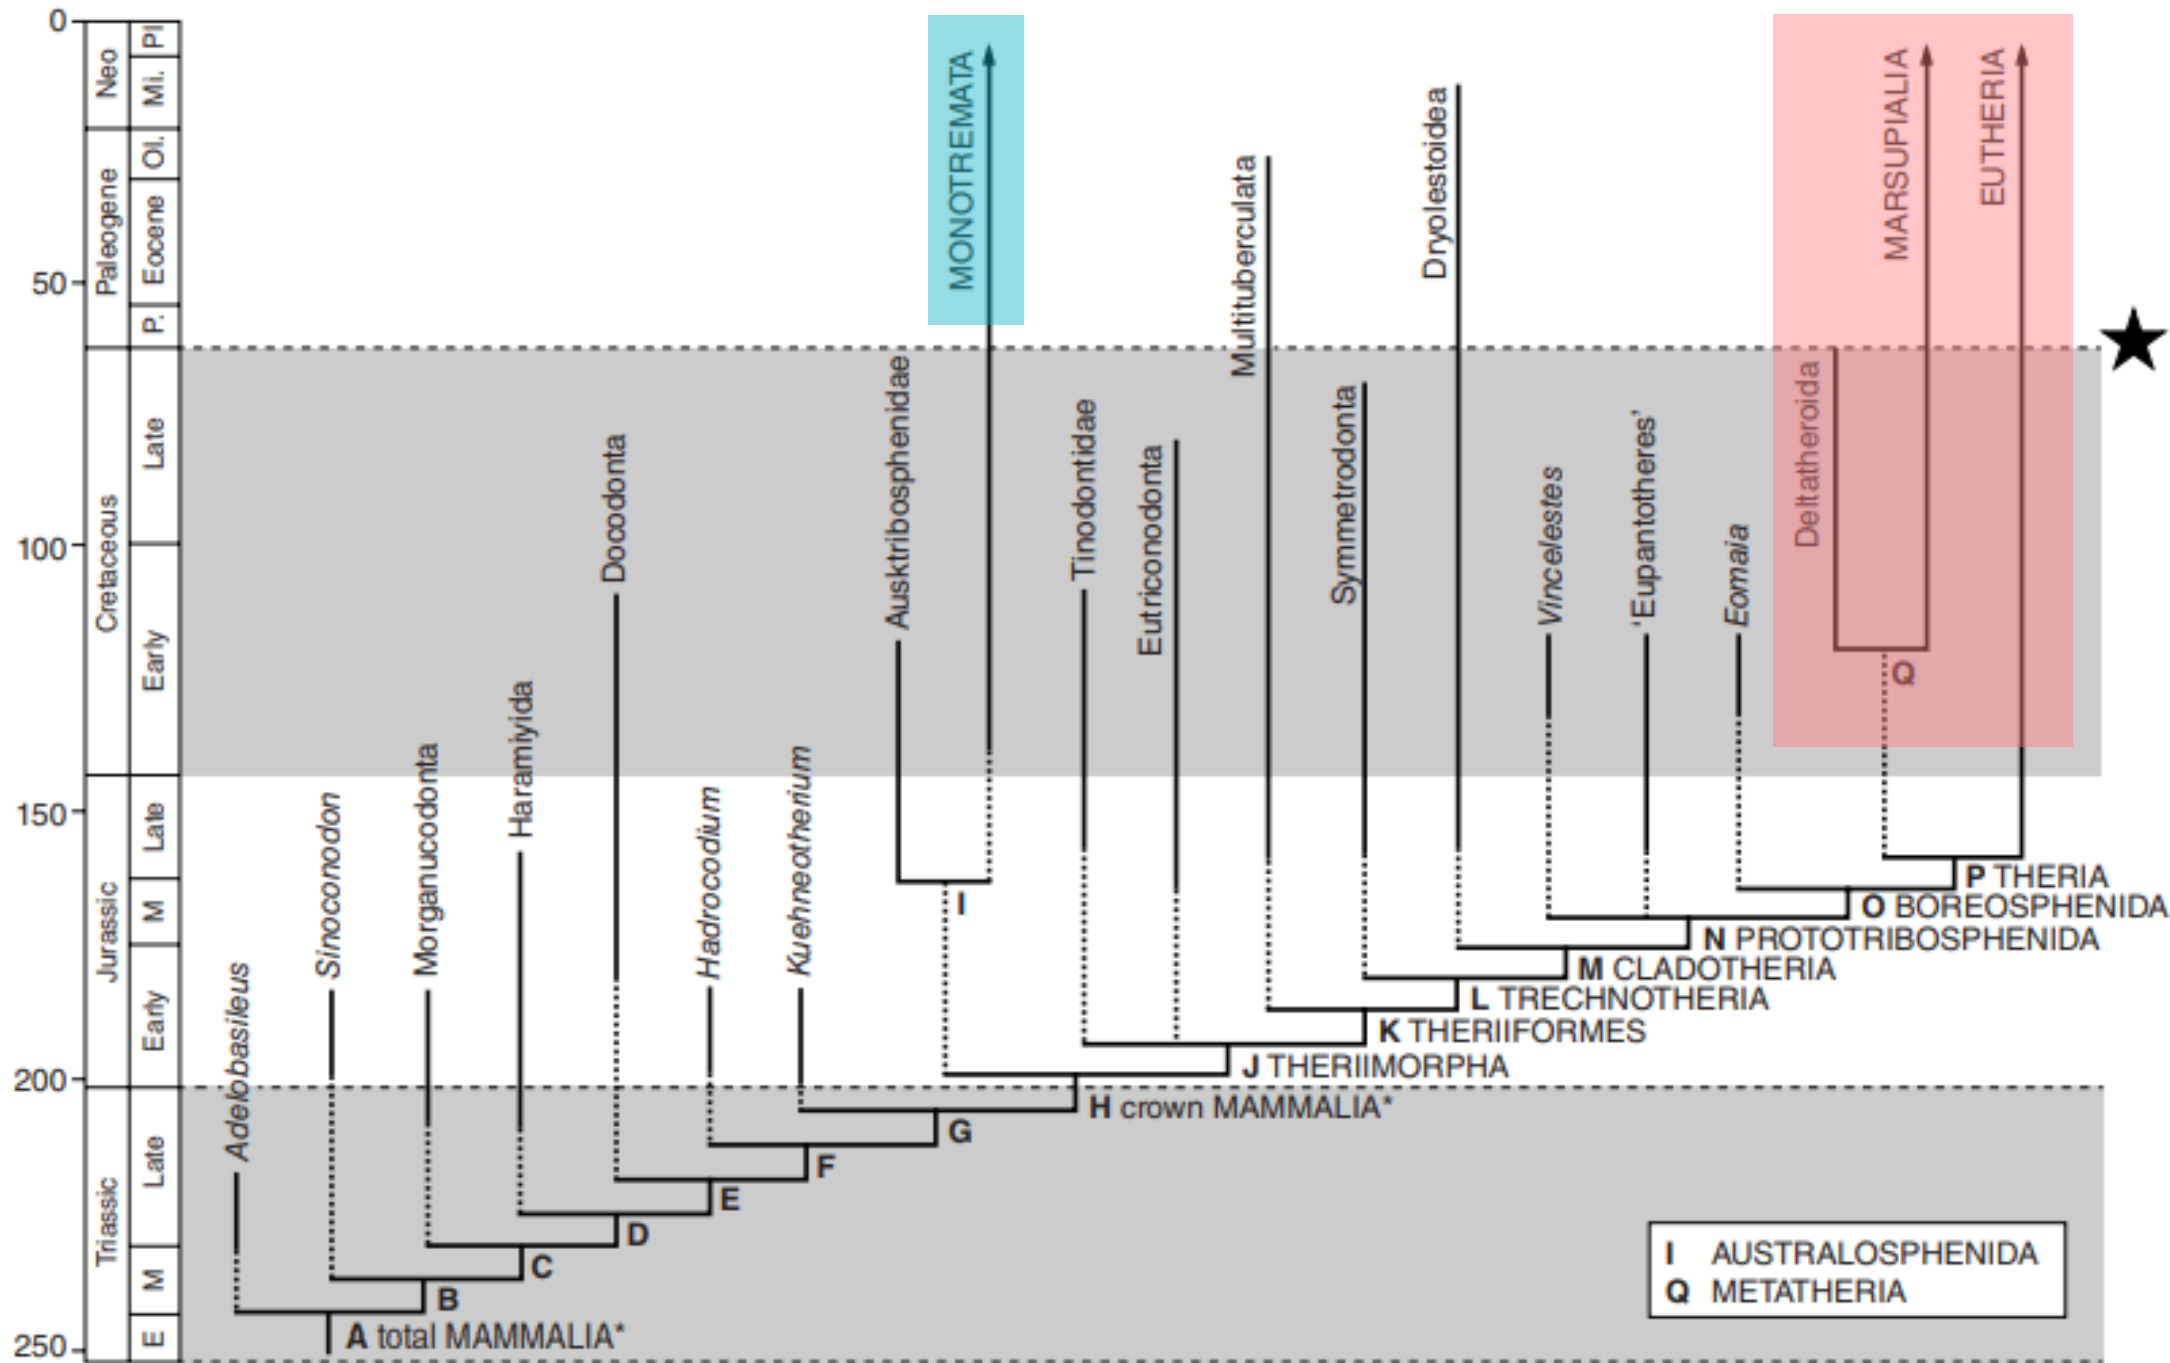 0
50
100
150
200
250
Neo
Paleogene
Cretaceous
Jurassic
Triassic
Pl
Mi.
Ol.
Eocene
P.
Late
Early
Late
M
Early
Late
M
E
Adelobasileus
Sinoconodon
Morganucodonta
Haramiyida
Docodonta
Hadrocodium
Kuehneotherium
Ausktribosphenidae
MONOTREMATA
Tinodontidae
Eutriconodonta
Multituberculata
Symmetrodonta
Dryolestoidea
Vincelestes
‘Eupantotheres’
Eomaia
Deltatheroida
MARSUPIALIA
EUTHERIA
Q
I
P THERIA
O BOREOSPHENIDA
N PROTOTRIBOSPHENIDA
M CLADOTHERIA
L TRECHNOTHERIA
K THERIIFORMES
J THERIIMORPHA
H crown MAMMALIA*
G
F
E
D
C
B
A total MAMMALIA*
I AUSTRALOSPHENIDA
Q METATHERIA